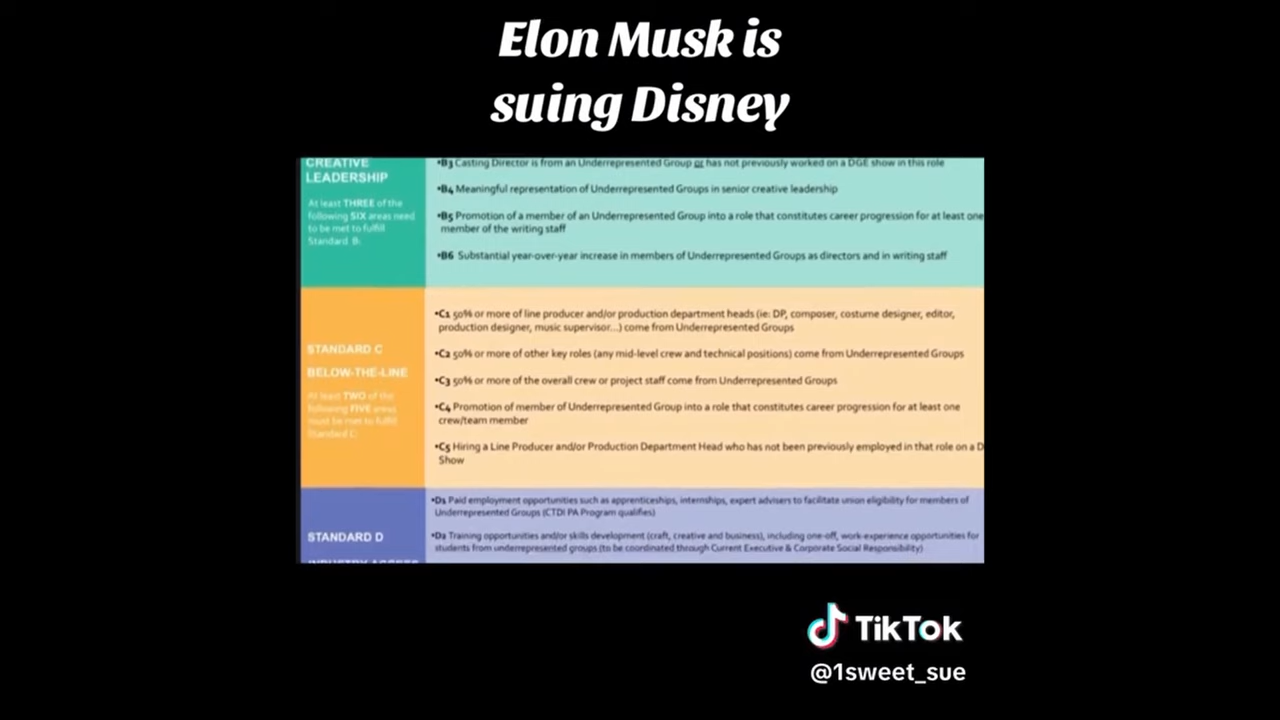 Elon Musk is
suing Disney
CREATIVE
LEADERSHIP
At least THREE of the
following SIX areas need
to be met to fulfill
Standard B:
•B3 Casting Director is from an Underrepresented Group or has not previously worked on a DGE show in this role
•B4 Meaningful representation of Underrepresented Groups in senior creative leadership
•B5 Promotion of a member of an Underrepresented Group into a role that constitutes career progression for at least one
member of the writing staff
•B6 Substantial year-over-year increase in members of Underrepresented Groups as directors and in writing staff
STANDARD C
BELOW-THE-LINE
At least TWO of the
following FIVE areas
must be met to fulfill
Standard C:
•C1 50% or more of line producer and/or production department heads (ie: DP, composer, costume designer, editor,
production designer, music supervisor...) come from Underrepresented Groups
•C2 50% or more of other key roles (any mid-level crew and technical positions) come from Underrepresented Groups
•C3 50% or more of the overall crew or project staff come from Underrepresented Groups
•C4 Promotion of member of Underrepresented Group into a role that constitutes career progression for at least one
crew/team member
•C5 Hiring a Line Producer and/or Production Department Head who has not been previously employed in that role on a D
Show
STANDARD D
INDUSTRY ACCESS
•D1 Paid employment opportunities such as apprenticeships, internships, expert advisers to facilitate union eligibility for members of
Underrepresented Groups (CTDI PA Program qualifies)
•D2 Training opportunities and/or skills development (craft, creative and business), including one-off, work-experience opportunities for
students from underrepresented groups (to be coordinated through Current Executive & Corporate Social Responsibility)
TikTok
@1sweet_sue